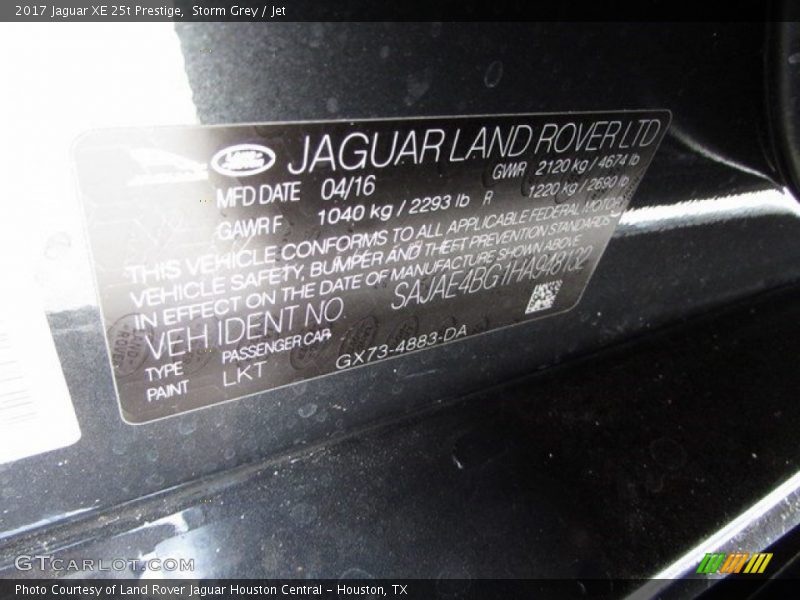 2017 Jaguar XE 25t Prestige, Storm Grey / Jet
JAGUAR LAND ROVER LTD
MFD DATE 04/16 GWR 2120 kg / 4674 lb
GAWR F 1040 kg / 2293 lb R 1220 kg / 2690 lb
THIS VEHICLE CONFORMS TO ALL APPLICABLE FEDERAL MOTOR
VEHICLE SAFETY, BUMPER AND THEFT PREVENTION STANDARDS
IN EFFECT ON THE DATE OF MANUFACTURE SHOWN ABOVE
VEH IDENT NO. SAJAE4BG1HA948132
TYPE PASSENGER CAR
PAINT LKT GX73-4883-DA
GTCARLOT.COM
Photo Courtesy of Land Rover Jaguar Houston Central - Houston, TX